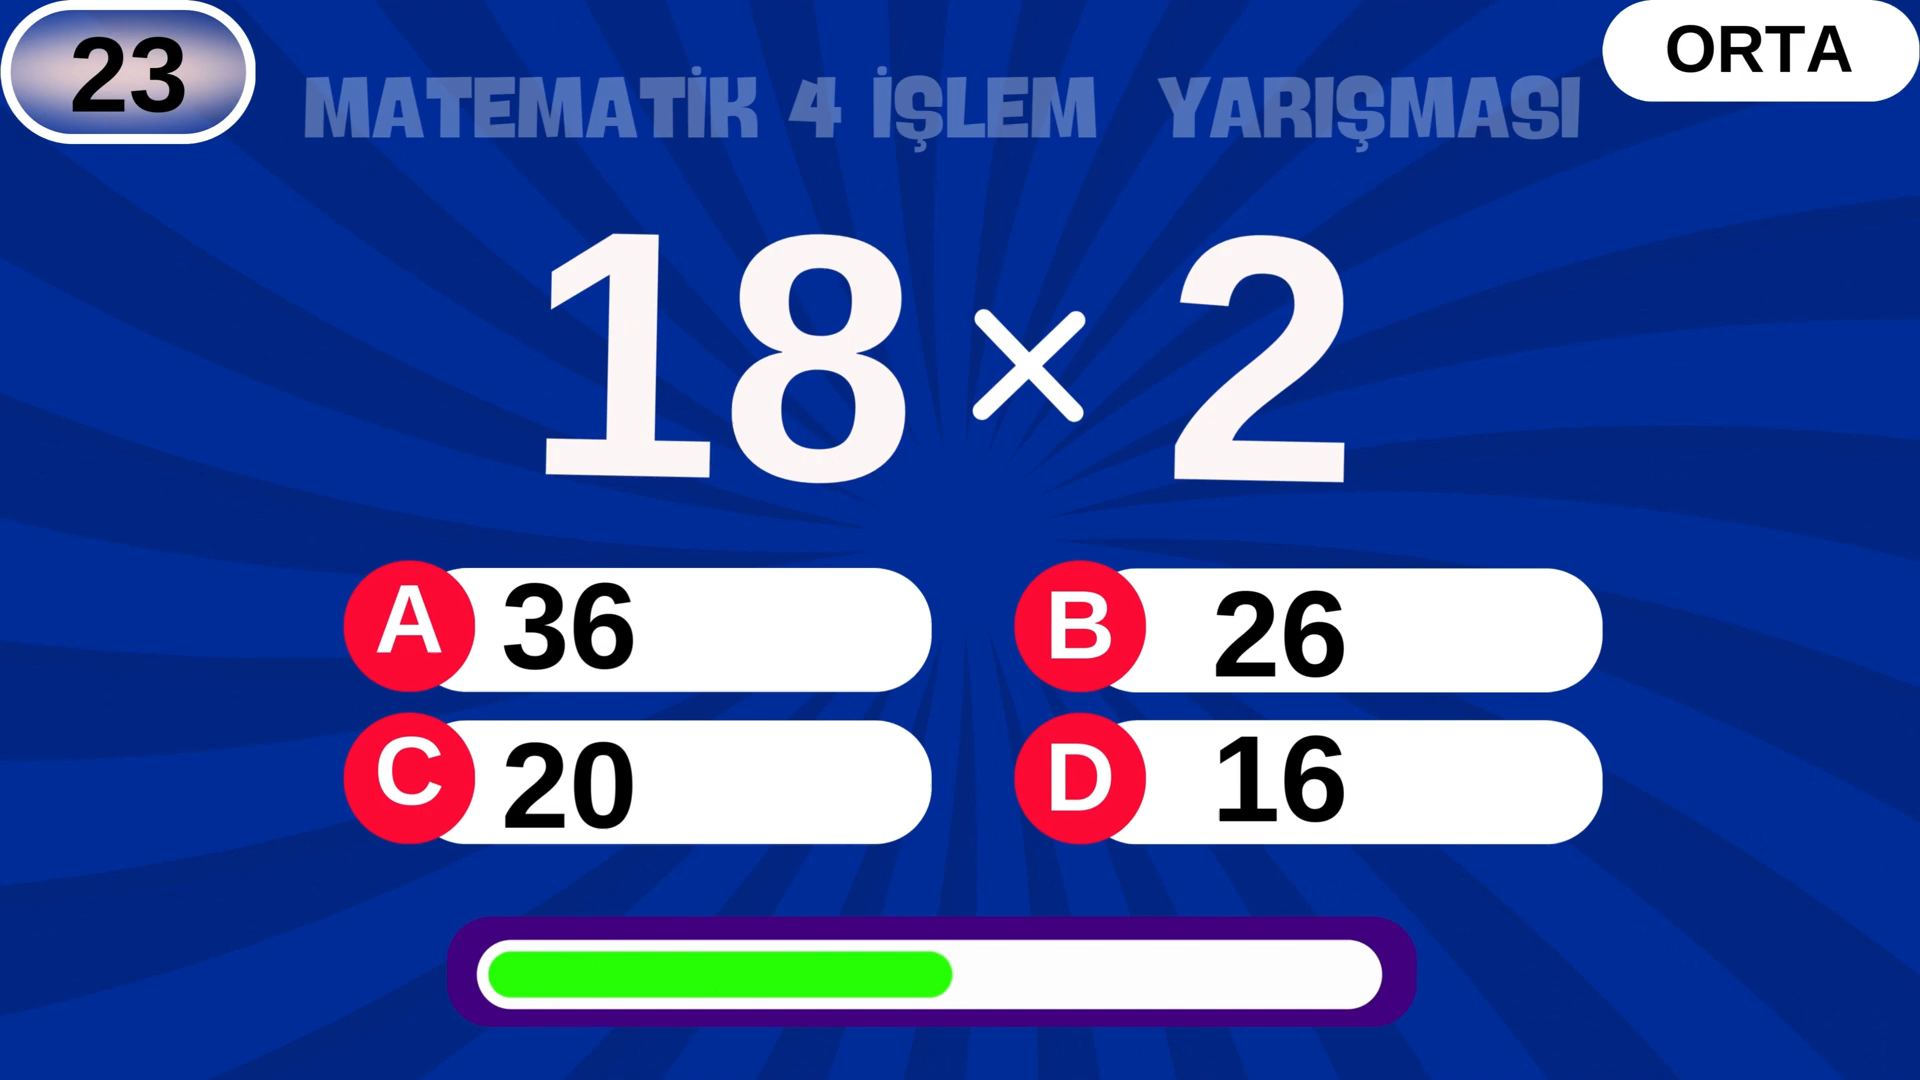 23
ORTA
MATEMATİK 4 İŞLEM YARIŞMASI
18 × 2
A 36
B 26
C 20
D 16